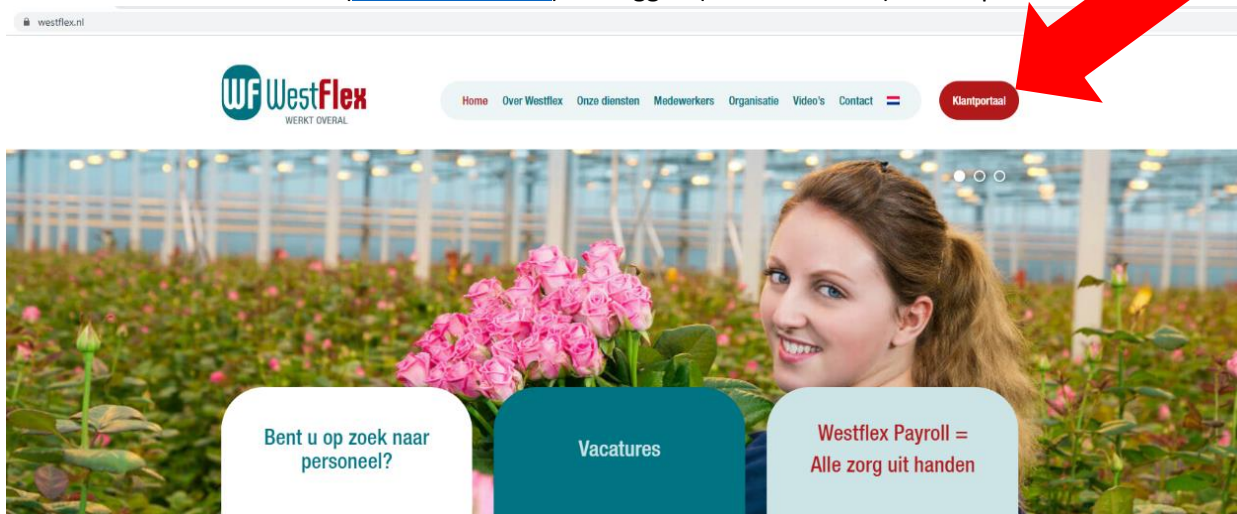 westflex.nl
WF WestFlex
WERKT OVERAL
Home Over Westflex Onze diensten Medewerkers Organisatie Video's Contact Klantportaal
Bent u op zoek naar
personeel?
Vacatures
Westflex Payroll =
Alle zorg uit handen